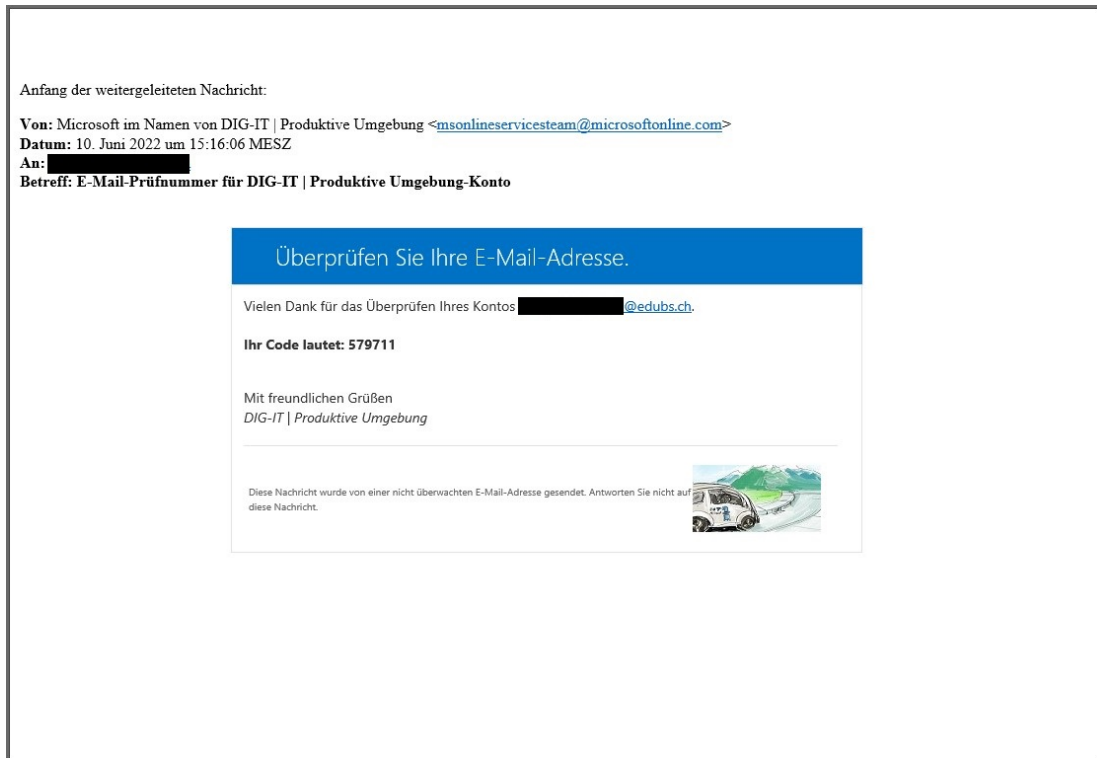 Anfang der weitergeleiteten Nachricht:
Von: Microsoft im Namen von DIG-IT | Produktive Umgebung <msonlineservicesteam@microsoftonline.com>
Datum: 10. Juni 2022 um 15:16:06 MESZ
An:
Betreff: E-Mail-Prüfnummer für DIG-IT | Produktive Umgebung-Konto
Überprüfen Sie Ihre E-Mail-Adresse.
Vielen Dank für das Überprüfen Ihres Kontos @edubs.ch.
Ihr Code lautet: 579711
Mit freundlichen Grüßen
DIG-IT | Produktive Umgebung
Diese Nachricht wurde von einer nicht überwachten E-Mail-Adresse gesendet. Antworten Sie nicht auf
diese Nachricht.